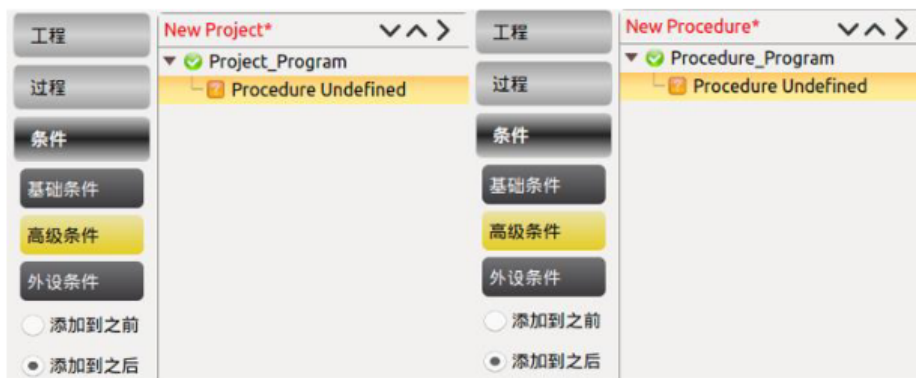 工程
过程
条件
基础条件
高级条件
外设条件
添加到之前
添加到之后
New Project*
Project_Program
Procedure Undefined
工程
过程
条件
基础条件
高级条件
外设条件
添加到之前
添加到之后
New Procedure*
Procedure_Program
Procedure Undefined